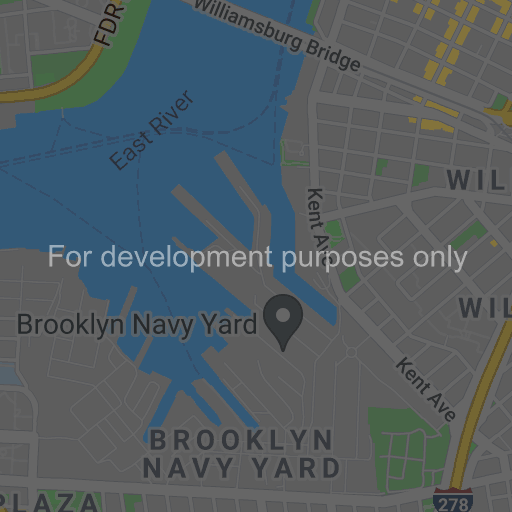 Williamsburg Bridge
FDR
East River
WIL
Kent Ave
For development purposes only
WIL
Brooklyn Navy Yard
Kent Ave
BROOKLYN
NAVY YARD
PLAZA
278